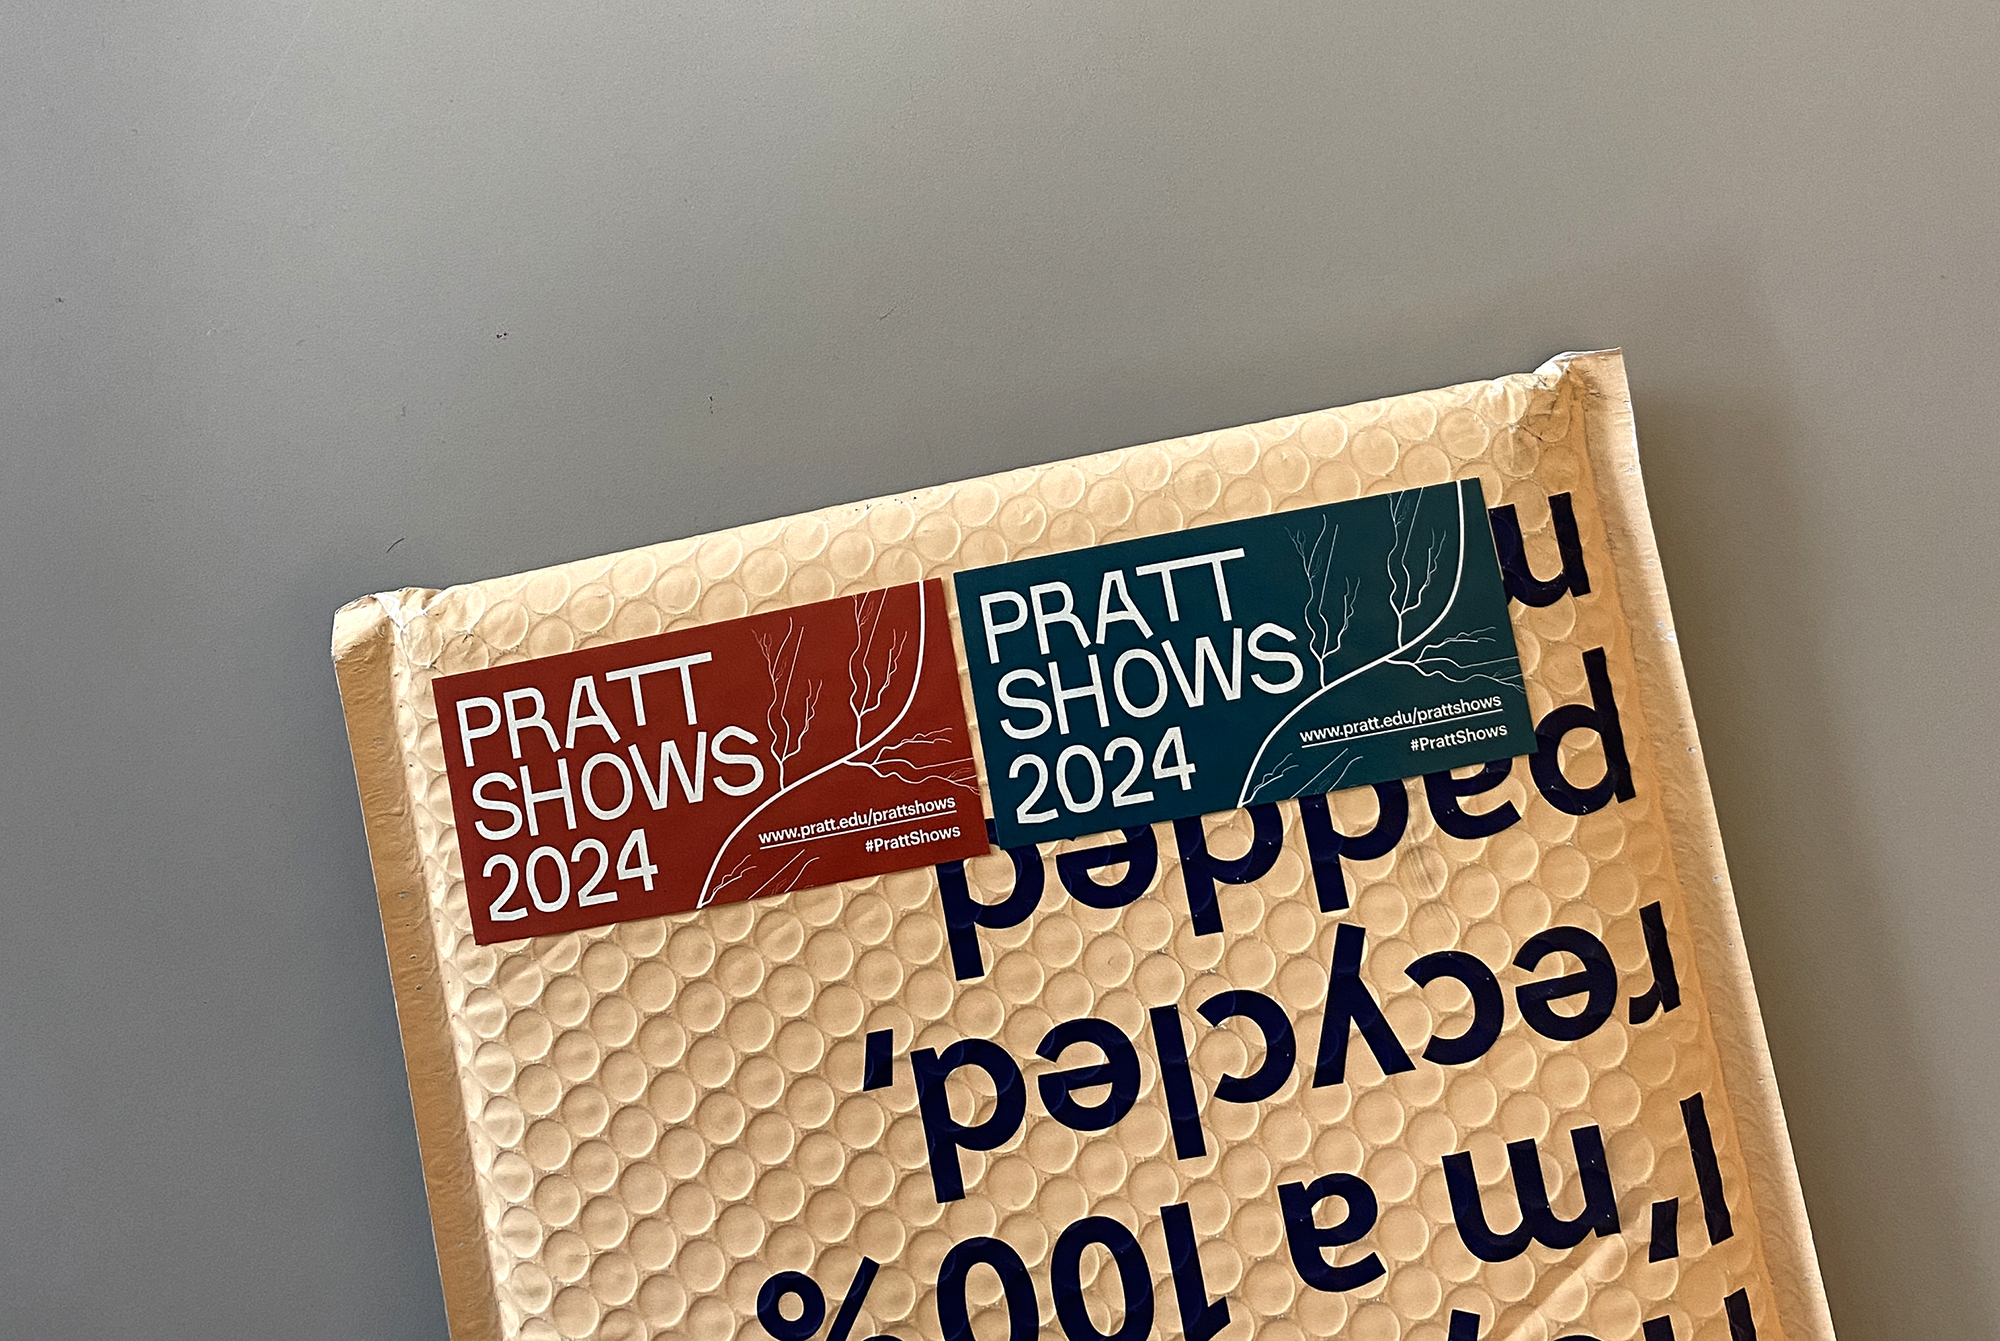 PRATT
SHOWS
2024
www.pratt.edu/prattshows
#PrattShows
PRATT
SHOWS
2024
www.pratt.edu/prattshows
#PrattShows
I'm a 100%
recycled,
padded